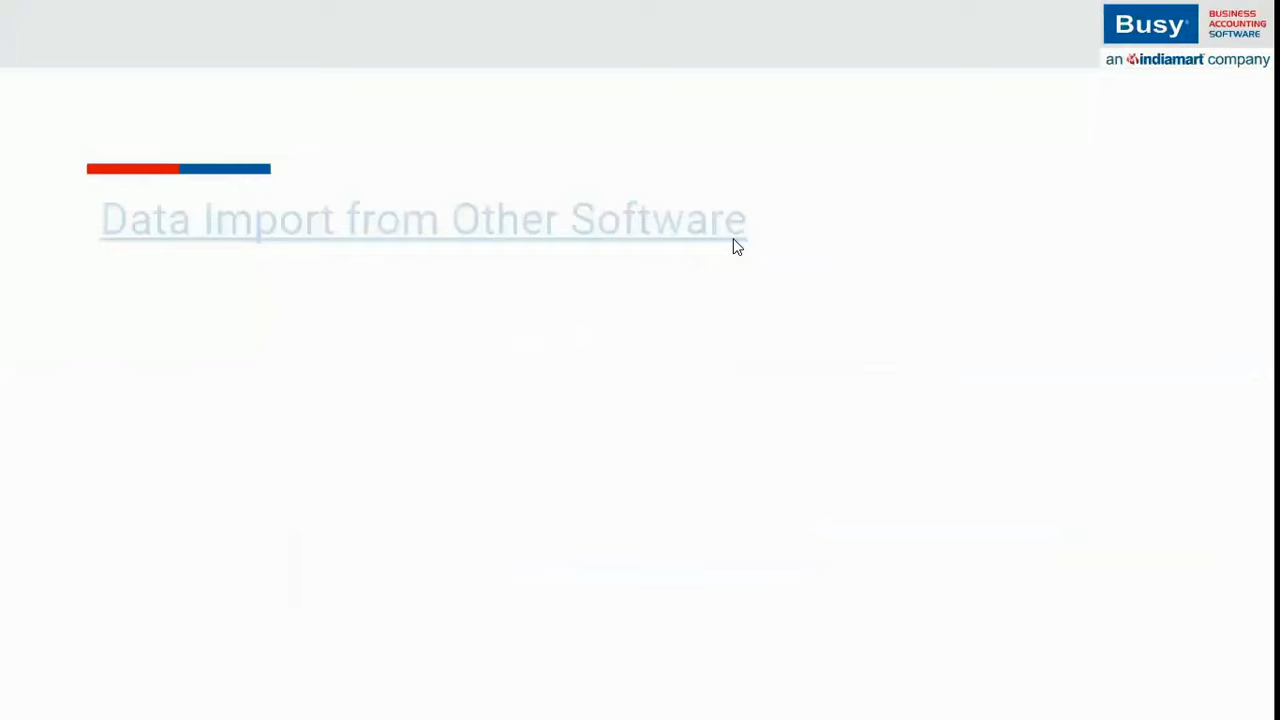 Busy
BUSINESS
ACCOUNTING
SOFTWARE
an indiamart company
Data Import from Other Software